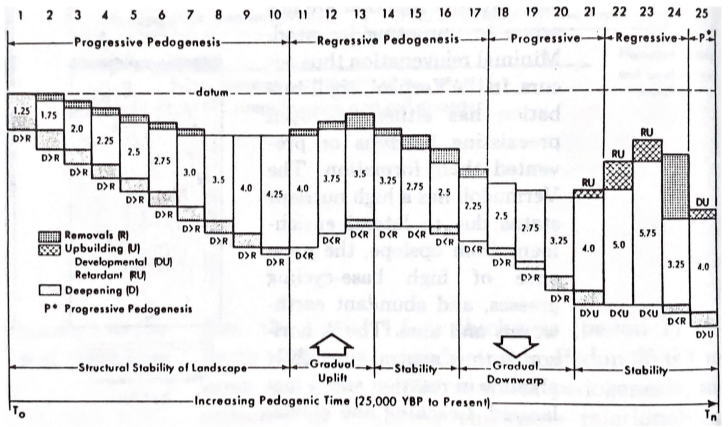 1 2 3 4 5 6 7 8 9 10 11 12 13 14 15 16 17 18 19 20 21 22 23 24 25
Progressive Pedogenesis Regressive Pedogenesis Progressive Regressive P*
datum
RU
RU RU
DU
1.25 1.75 2.0 2.25 2.5 2.75 3.0 3.5 4.0 4.25 4.0 3.75 3.5 3.25 2.75 2.5 2.25 2.5 2.75 3.20 4.0 5.0 5.75 3.25 4.0
D>R D>R D>R D>R D>R D>R D>R D>R D>R D>R D<R D<R D<R D<R D<R D<R D<R D>R D>R D>R D>U D<U D<U D<R D>U
Removals (R)
Upbuilding (U)
Developmental (DU)
Retardant (RU)
Deepening (D)
P* Progressive Pedogenesis
Structural Stability of Landscape Gradual Uplift Stability Gradual Downwarp Stability
To Increasing Pedogenic Time (25,000 YBP to Present) Tn